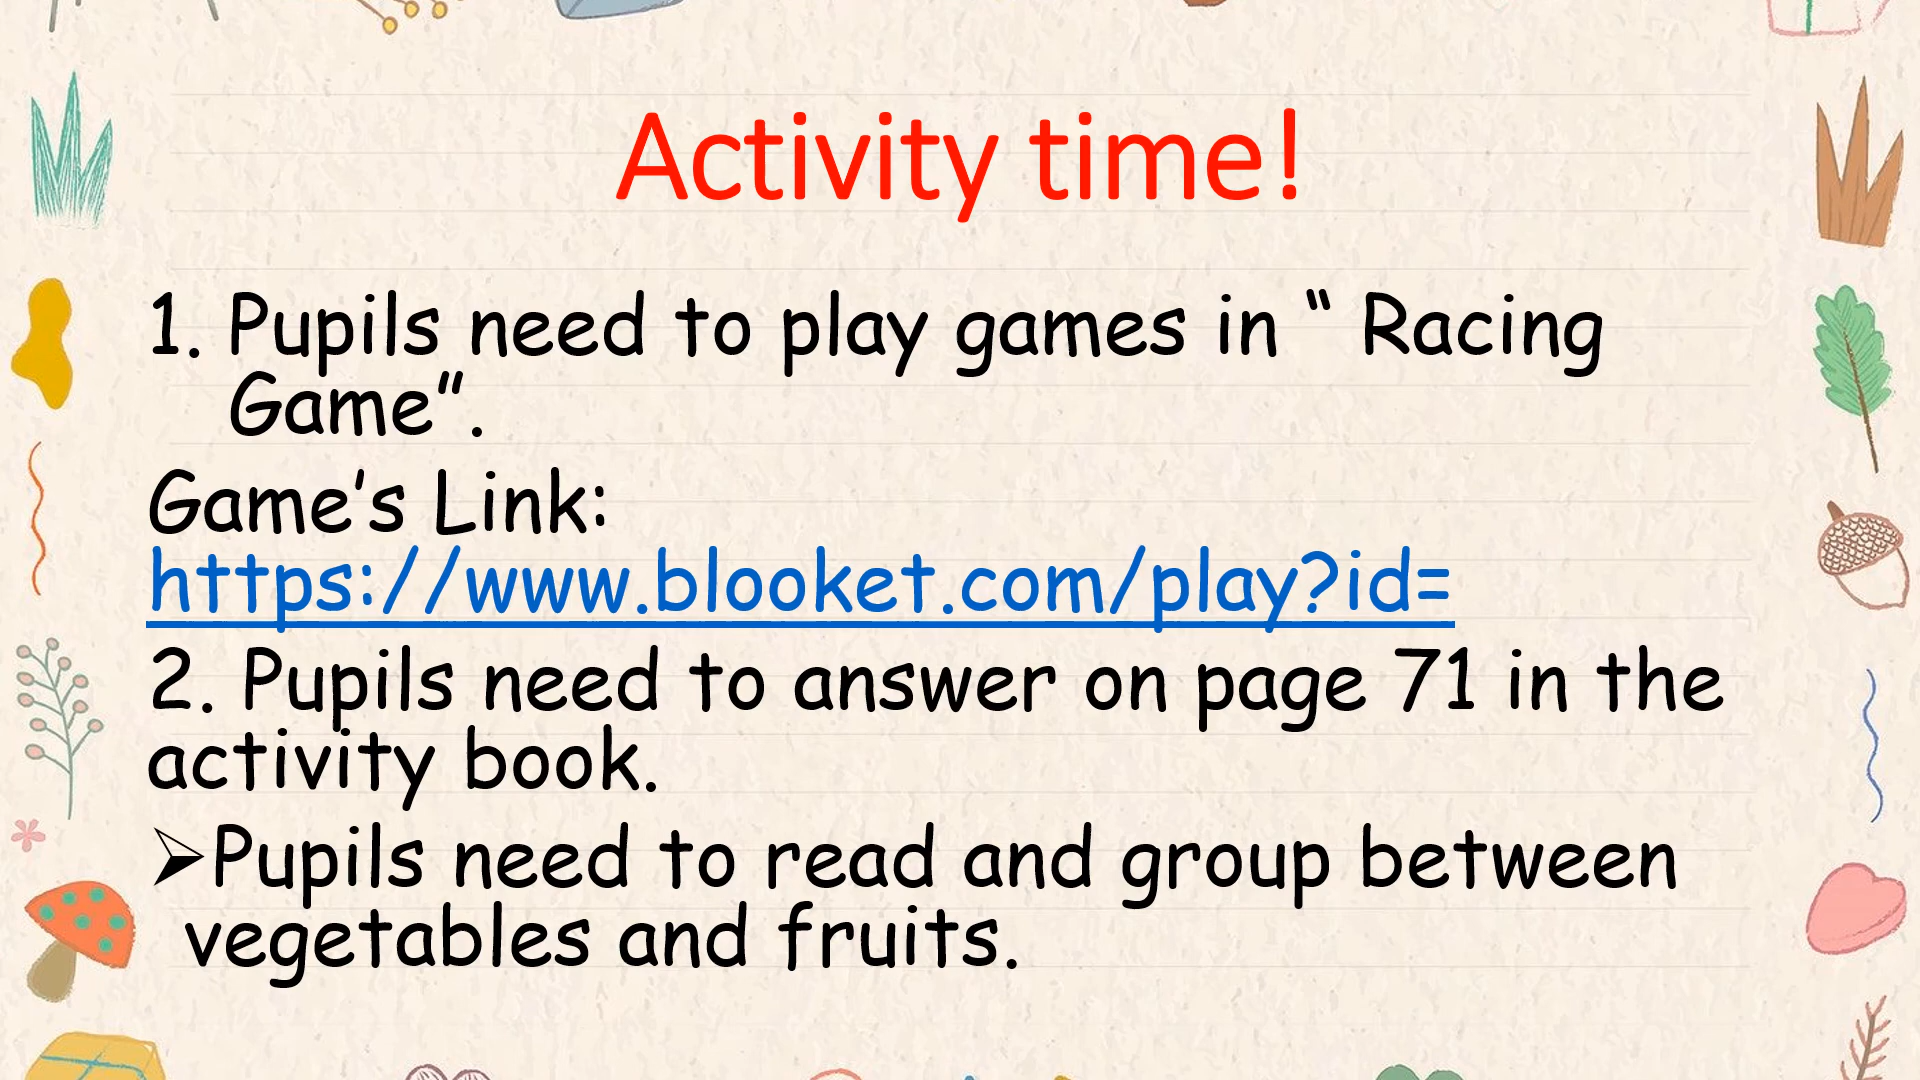 Activity time!
1. Pupils need to play games in “ Racing
Game”.
Game’s Link:
https://www.blooket.com/play?id=
2. Pupils need to answer on page 71 in the
activity book.
➢Pupils need to read and group between
vegetables and fruits.